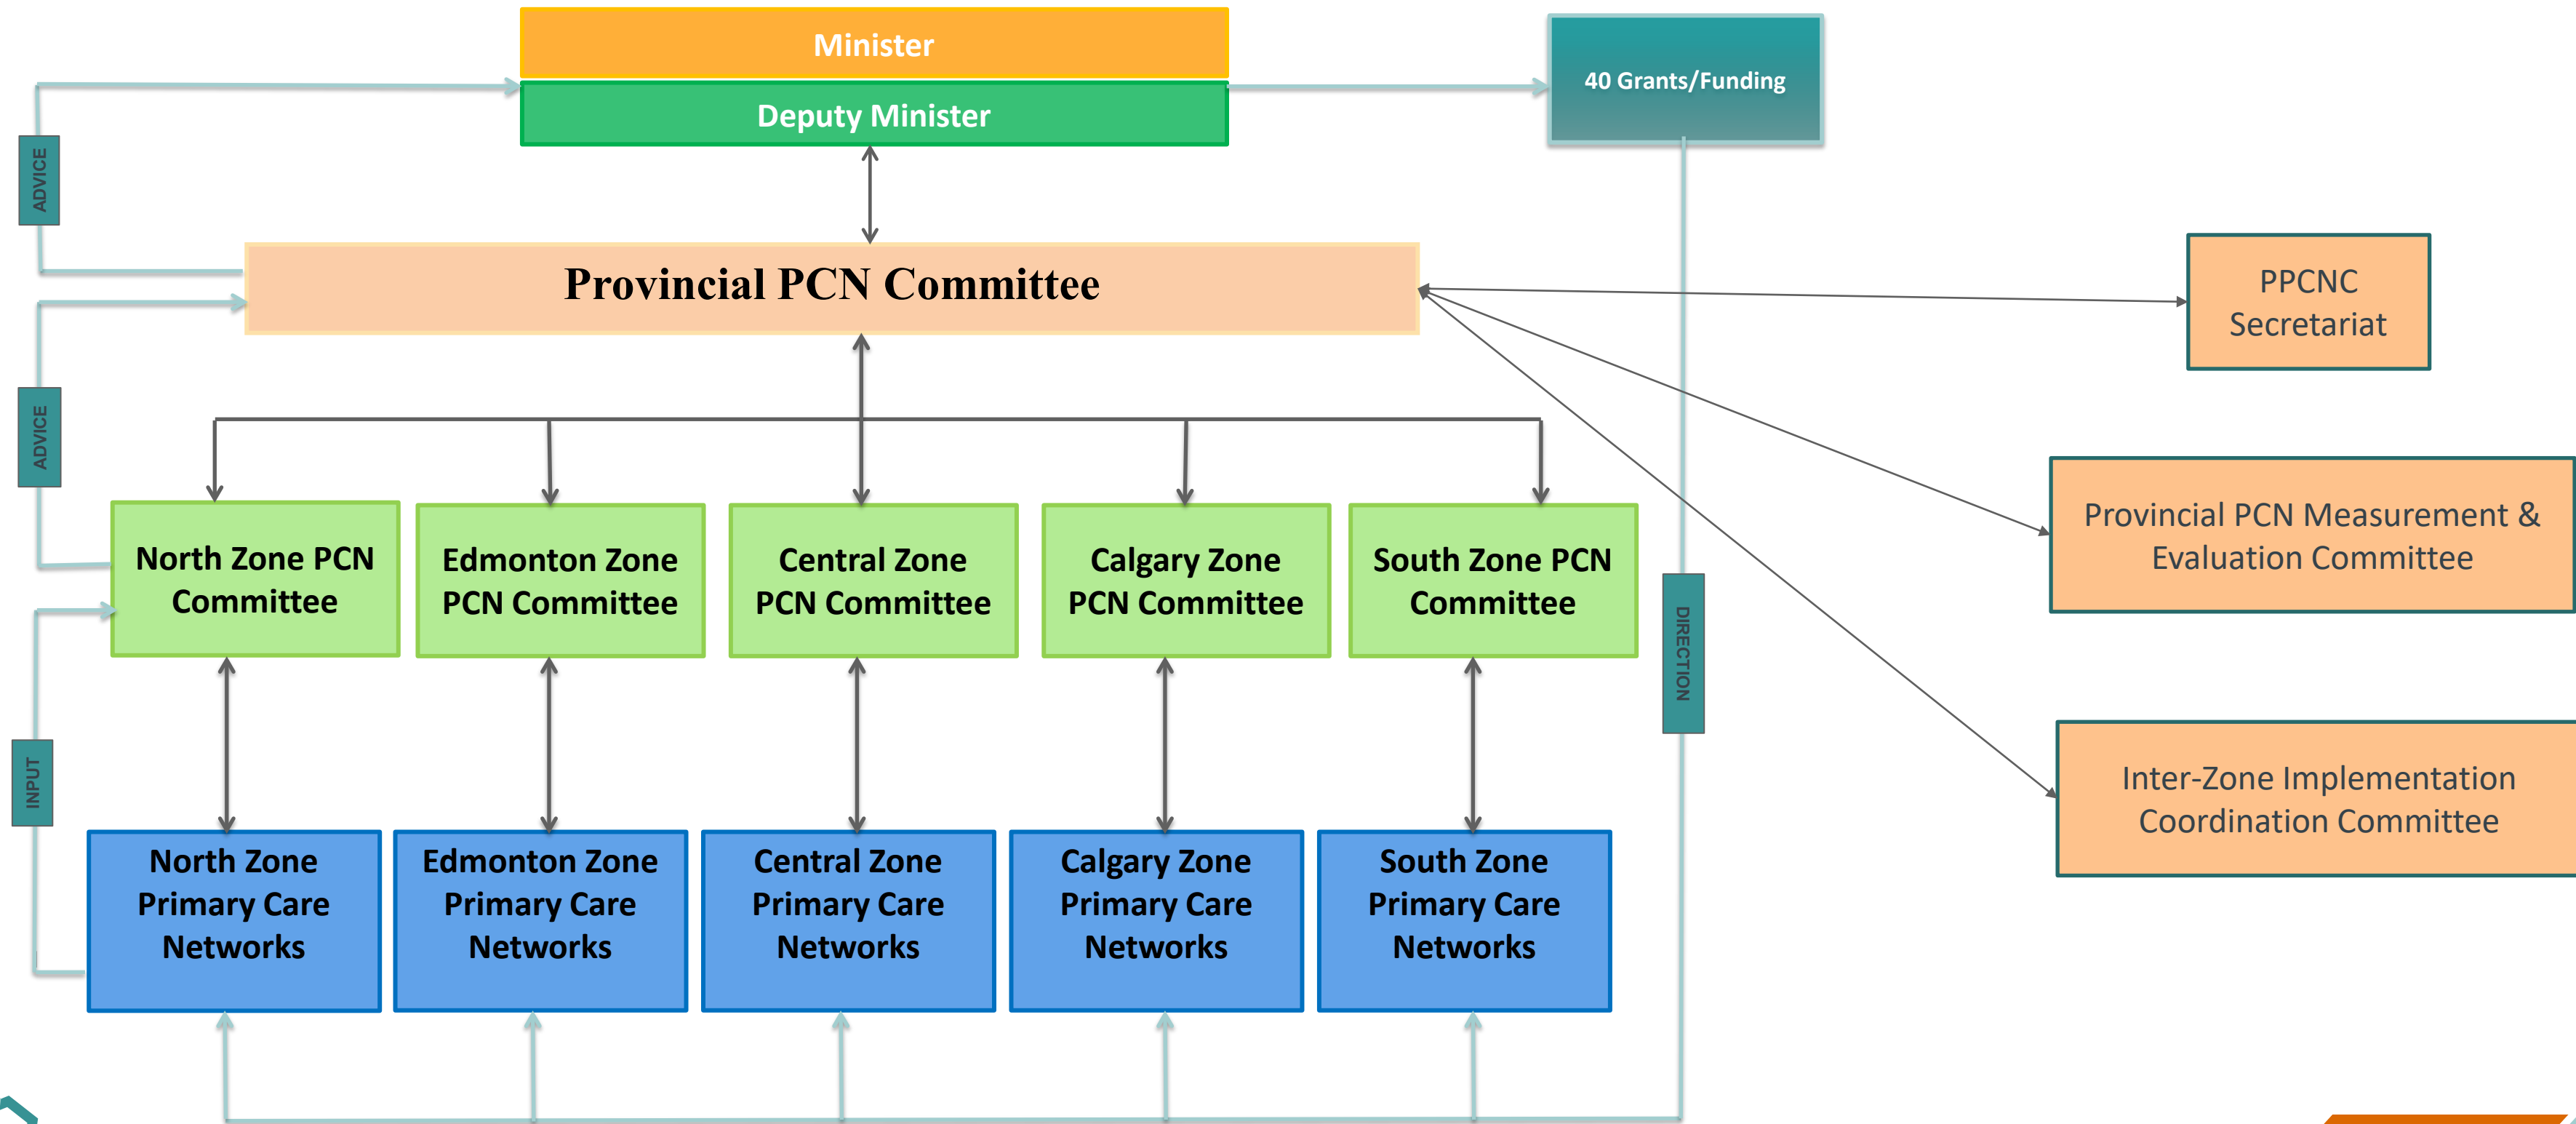 Minister
Deputy Minister
40 Grants/Funding
ADVICE
Provincial PCN Committee
PPCNC
Secretariat
ADVICE
North Zone PCN
Committee
Edmonton Zone
PCN Committee
Central Zone
PCN Committee
Calgary Zone
PCN Committee
South Zone PCN
Committee
DIRECTION
Provincial PCN Measurement &
Evaluation Committee
INPUT
Inter-Zone Implementation
Coordination Committee
North Zone
Primary Care
Networks
Edmonton Zone
Primary Care
Networks
Central Zone
Primary Care
Networks
Calgary Zone
Primary Care
Networks
South Zone
Primary Care
Networks